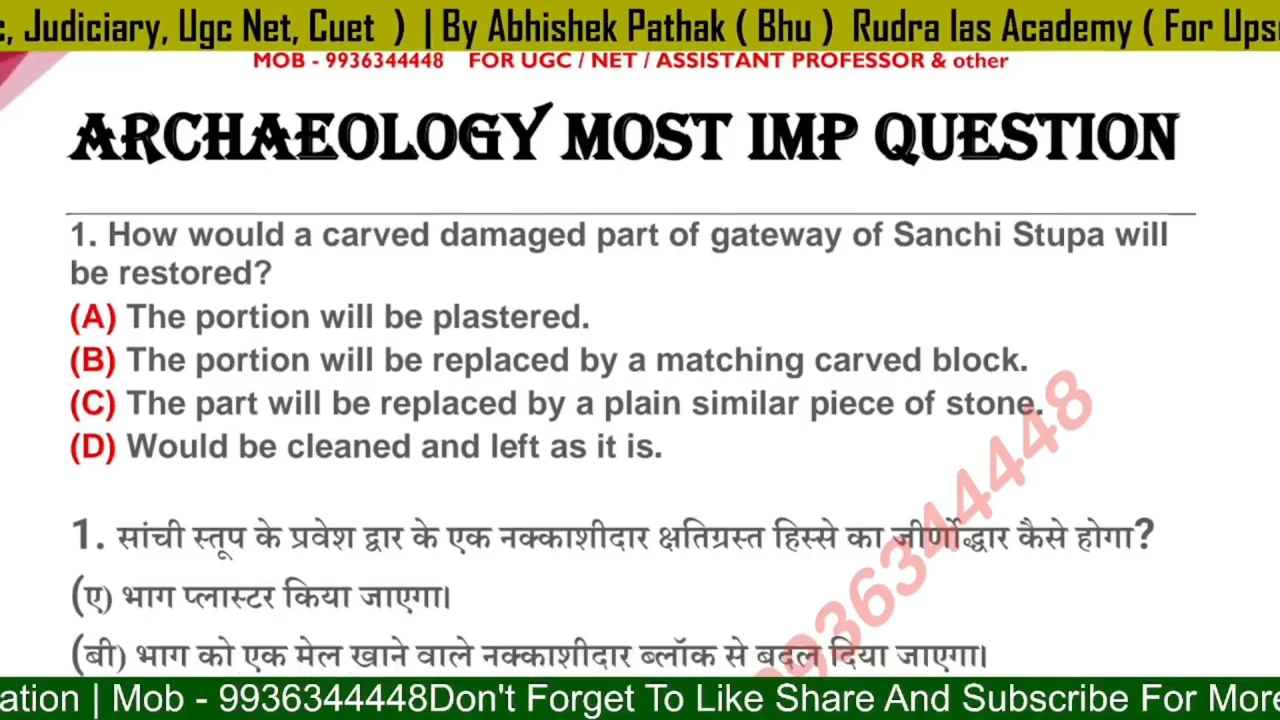 , Judiciary, Ugc Net, Cuet ) | By Abhishek Pathak ( Bhu ) Rudra Ias Academy ( For Ups
MOB - 9936344448 FOR UGC / NET / ASSISTANT PROFESSOR & other
ARCHAEOLOGY MOST IMP QUESTION
1. How would a carved damaged part of gateway of Sanchi Stupa will
be restored?
(A) The portion will be plastered.
(B) The portion will be replaced by a matching carved block.
(C) The part will be replaced by a plain similar piece of stone.
(D) Would be cleaned and left as it is.
1. सांची स्तूप के प्रवेश द्वार के एक नक्काशीदार क्षतिग्रस्त हिस्से का जीर्णोद्धार कैसे होगा?
(ए) भाग प्लास्टर किया जाएगा।
(बी) भाग को एक मेल खाने वाले नक्काशीदार ब्लॉक से बदल दिया जाएगा।
9936344448
ation | Mob - 9936344448Don't Forget To Like Share And Subscribe For More